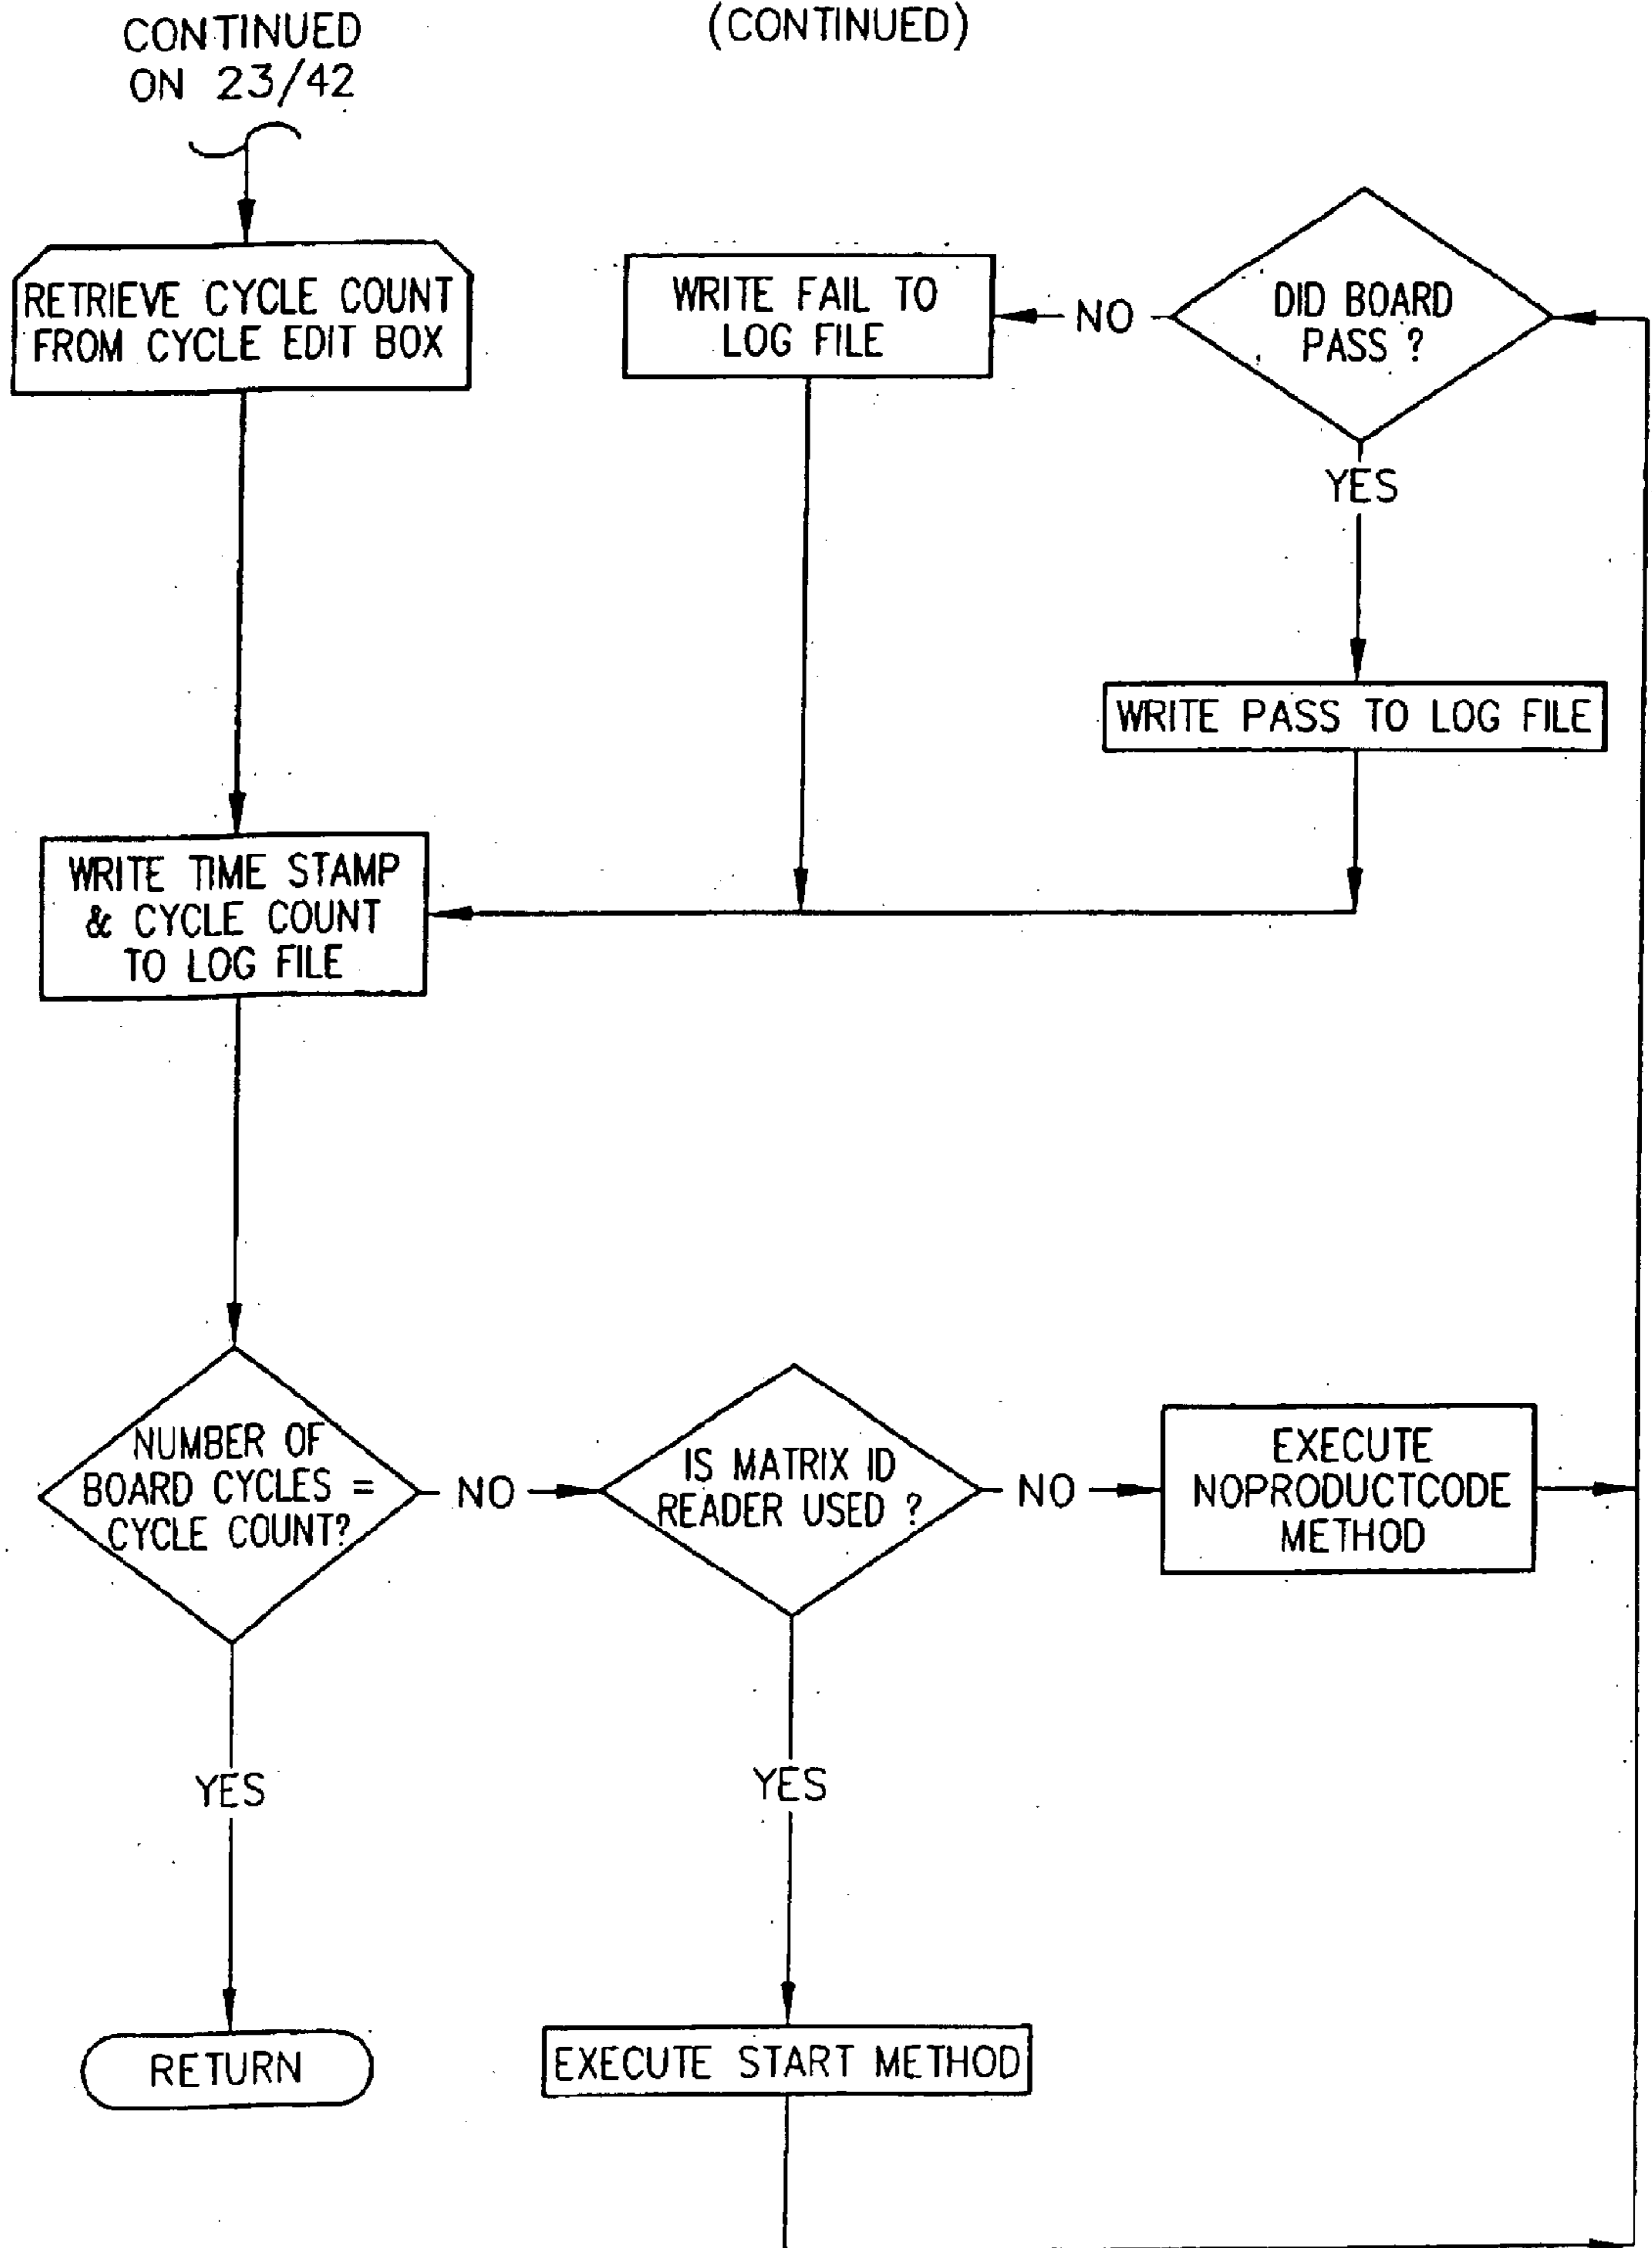 CONTINUED
ON 23/42
(CONTINUED)
RETRIEVE CYCLE COUNT
FROM CYCLE EDIT BOX
WRITE FAIL TO
LOG FILE
NO
DID BOARD
PASS ?
YES
WRITE PASS TO LOG FILE
WRITE TIME STAMP
& CYCLE COUNT
TO LOG FILE
NUMBER OF
BOARD CYCLES =
CYCLE COUNT?
NO
IS MATRIX ID
READER USED ?
NO
EXECUTE
NOPRODUCTCODE
METHOD
YES
YES
RETURN
EXECUTE START METHOD